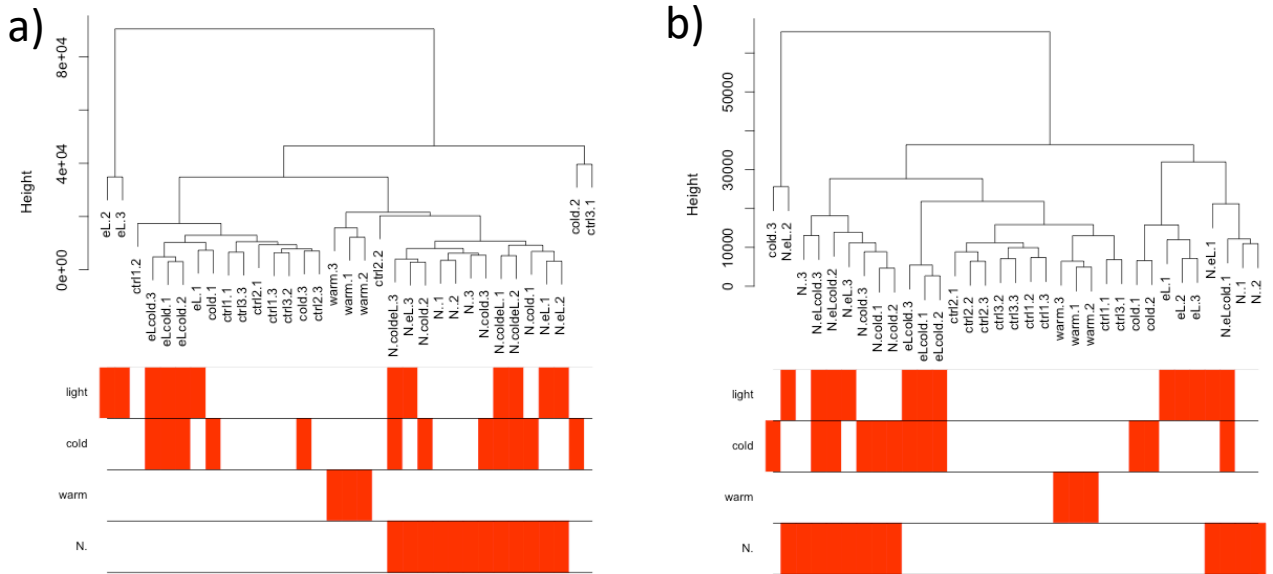 a)
Height
0e+00
4e+04
8e+04
eL.2
eL.3
ctrl1.2
eLcold.3
eLcold.1
eLcold.2
eL.1
cold.1
ctrl1.1
ctrl3.3
ctrl2.1
ctrl1.3
ctrl3.2
cold.3
ctrl2.3
warm.3
warm.1
warm.2
ctrl2.2
N.coldeL.3
N.eL.3
N.cold.2
N..1
N..2
N..3
N.cold.3
N.coldeL.1
N.coldeL.2
N.cold.1
N.eL.1
N.eL.2
cold.2
ctrl3.1
light
cold
warm
N.
b)
Height
0
10000
30000
50000
cold.3
N.eL.2
N..3
N.eLcold.3
N.eLcold.2
N.eL.3
N.cold.3
N.cold.1
N.cold.2
eLcold.3
eLcold.1
eLcold.2
ctrl2.1
ctrl2.2
ctrl2.3
ctrl3.2
ctrl3.3
ctrl1.2
ctrl1.3
warm.3
warm.1
warm.2
ctrl1.1
ctrl3.1
cold.1
cold.2
eL.1
eL.2
eL.3
N.eL.1
N.eLcold.1
N..1
N..2
light
cold
warm
N.